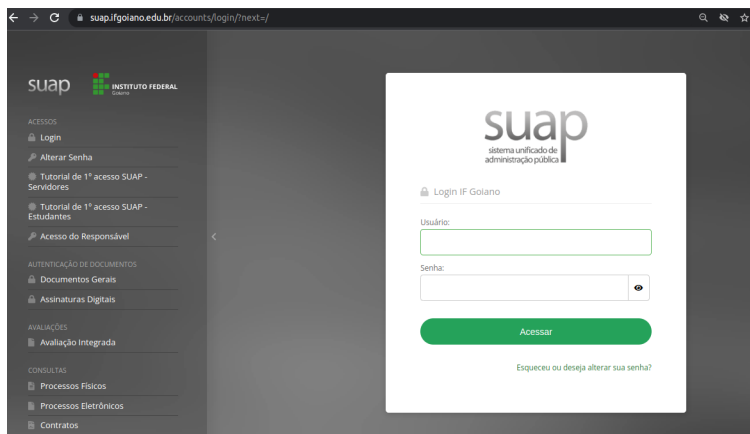 suap.ifgoiano.edu.br/accounts/login/?next=/
suap
INSTITUTO FEDERAL
Goiano
ACESSOS
Login
Alterar Senha
Tutorial de 1º acesso SUAP -
Servidores
Tutorial de 1º acesso SUAP -
Estudantes
Acesso do Responsável
AUTENTICAÇÃO DE DOCUMENTOS
Documentos Gerais
Assinaturas Digitais
AVALIAÇÕES
Avaliação Integrada
CONSULTAS
Processos Físicos
Processos Eletrônicos
Contratos
suap
sistema unificado de
administração pública
Login IF Goiano
Usuário:
Senha:
Acessar
Esqueceu ou deseja alterar sua senha?